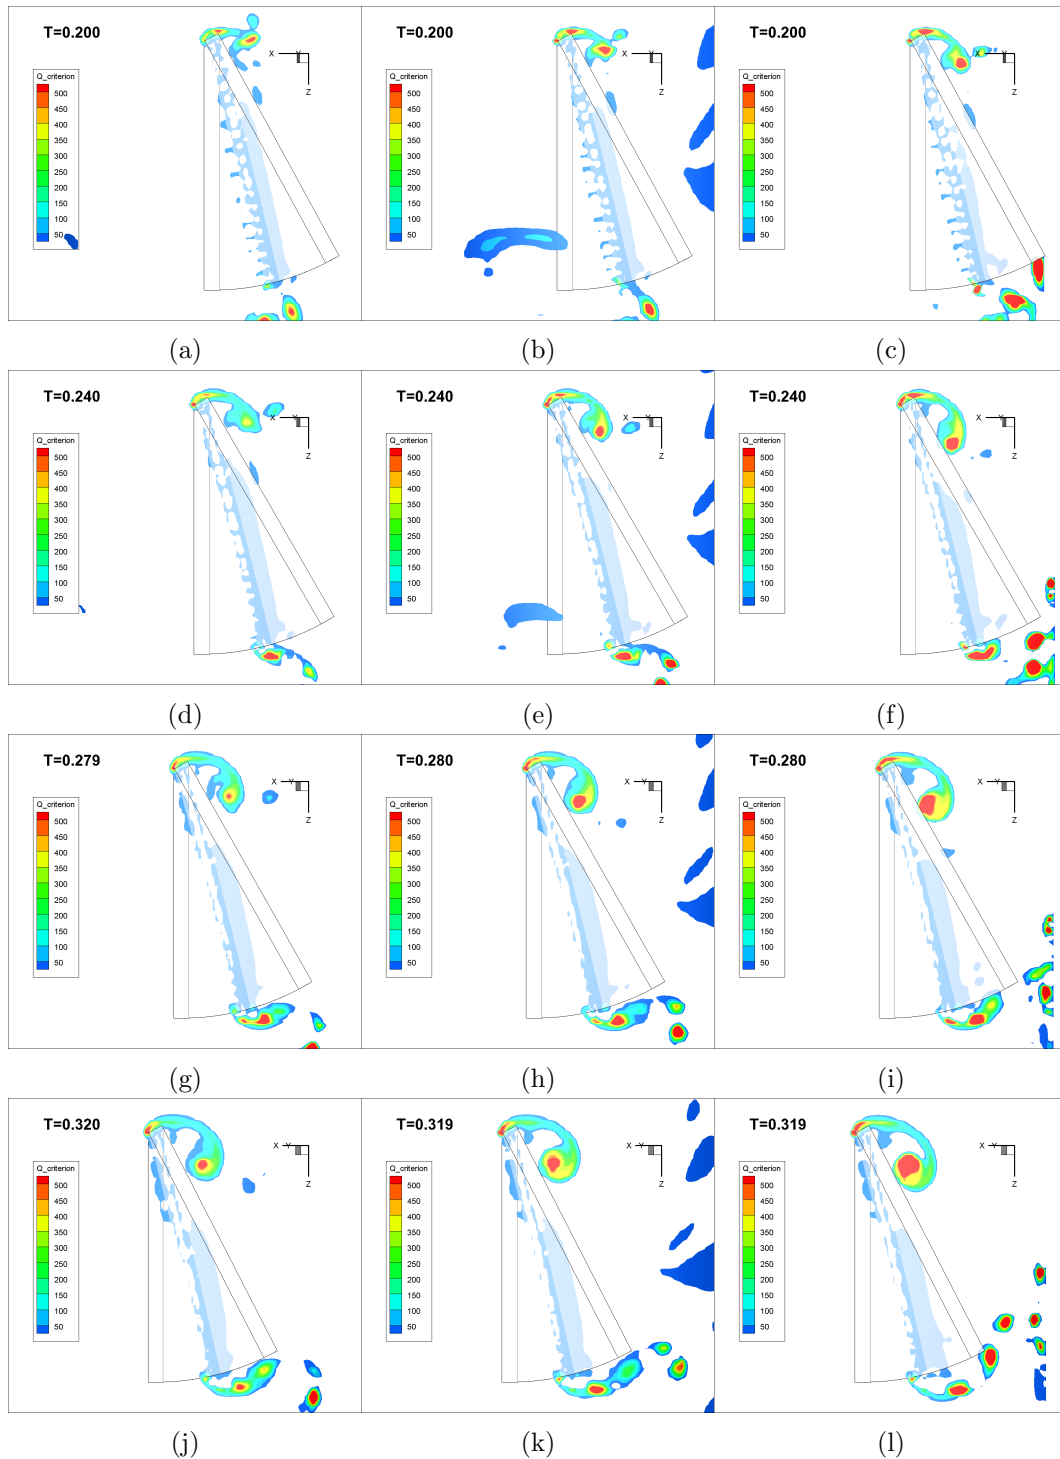 T=0.200
Q_criterion
500
450
400
350
300
250
200
150
100
50
X
Y
Z
T=0.200
Q_criterion
500
450
400
350
300
250
200
150
100
50
X
Y
Z
T=0.200
Q_criterion
500
450
400
350
300
250
200
150
100
50
X
Y
Z
(a)
(b)
(c)
T=0.240
Q_criterion
500
450
400
350
300
250
200
150
100
50
X
Y
Z
T=0.240
Q_criterion
500
450
400
350
300
250
200
150
100
50
X
Y
Z
T=0.240
Q_criterion
500
450
400
350
300
250
200
150
100
50
X
Y
Z
(d)
(e)
(f)
T=0.279
Q_criterion
500
450
400
350
300
250
200
150
100
50
X
Y
Z
T=0.280
Q_criterion
500
450
400
350
300
250
200
150
100
50
X
Y
Z
T=0.280
Q_criterion
500
450
400
350
300
250
200
150
100
50
X
Y
Z
(g)
(h)
(i)
T=0.320
Q_criterion
500
450
400
350
300
250
200
150
100
50
X
Y
Z
T=0.319
Q_criterion
500
450
400
350
300
250
200
150
100
50
X
Y
Z
T=0.319
Q_criterion
500
450
400
350
300
250
200
150
100
50
X
Y
Z
(j)
(k)
(l)